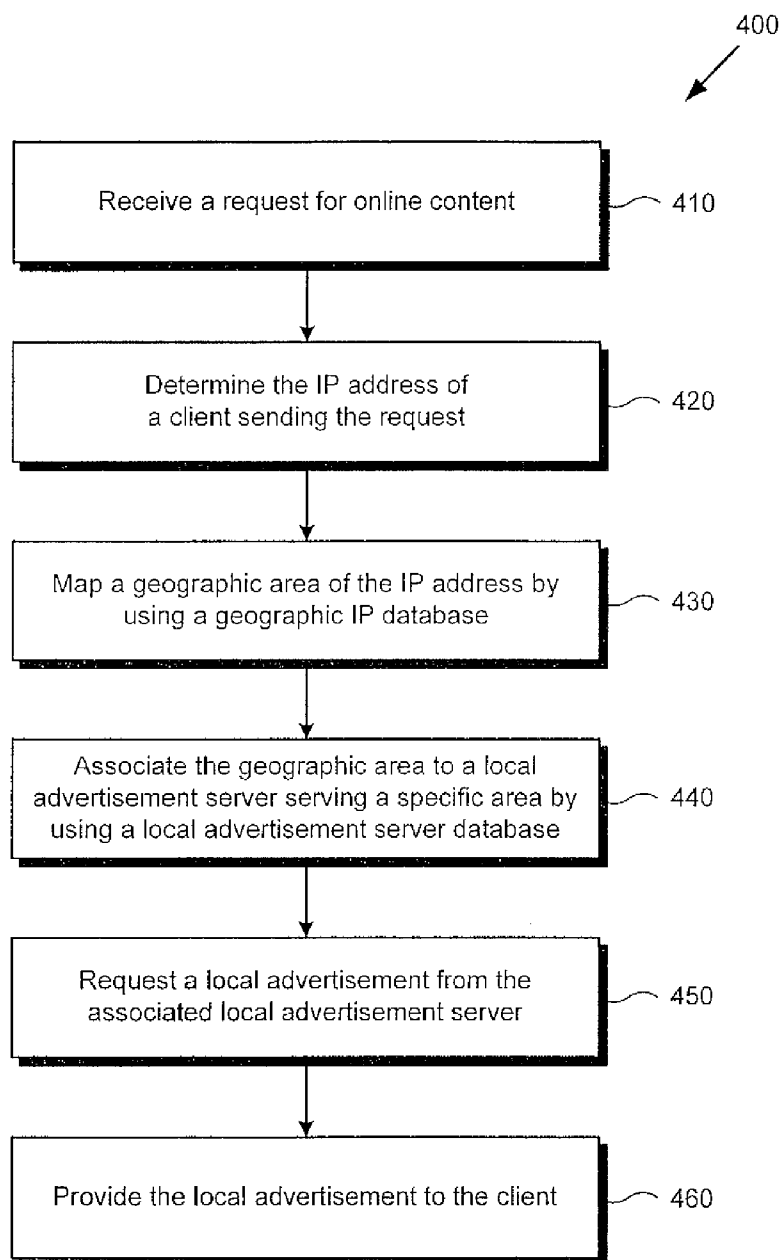 400
Receive a request for online content
410
Determine the IP address of
a client sending the request
420
Map a geographic area of the IP address by
using a geographic IP database
430
Associate the geographic area to a local
advertisement server serving a specific area by
using a local advertisement server database
440
Request a local advertisement from the
associated local advertisement server
450
Provide the local advertisement to the client
460